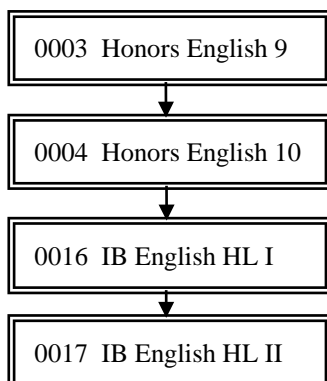 0003  Honors English 9
0004  Honors English 10
0016  IB English HL I
0017  IB English HL II